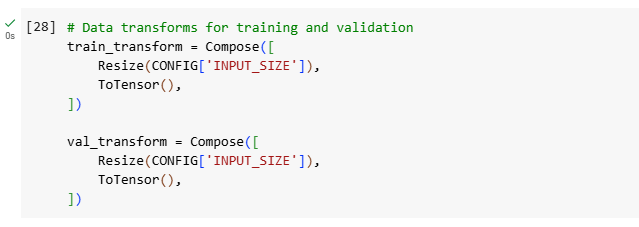 [28] # Data transforms for training and validation
0s train_transform = Compose([
    Resize(CONFIG['INPUT_SIZE']),
    ToTensor(),
])

val_transform = Compose([
    Resize(CONFIG['INPUT_SIZE']),
    ToTensor(),
])